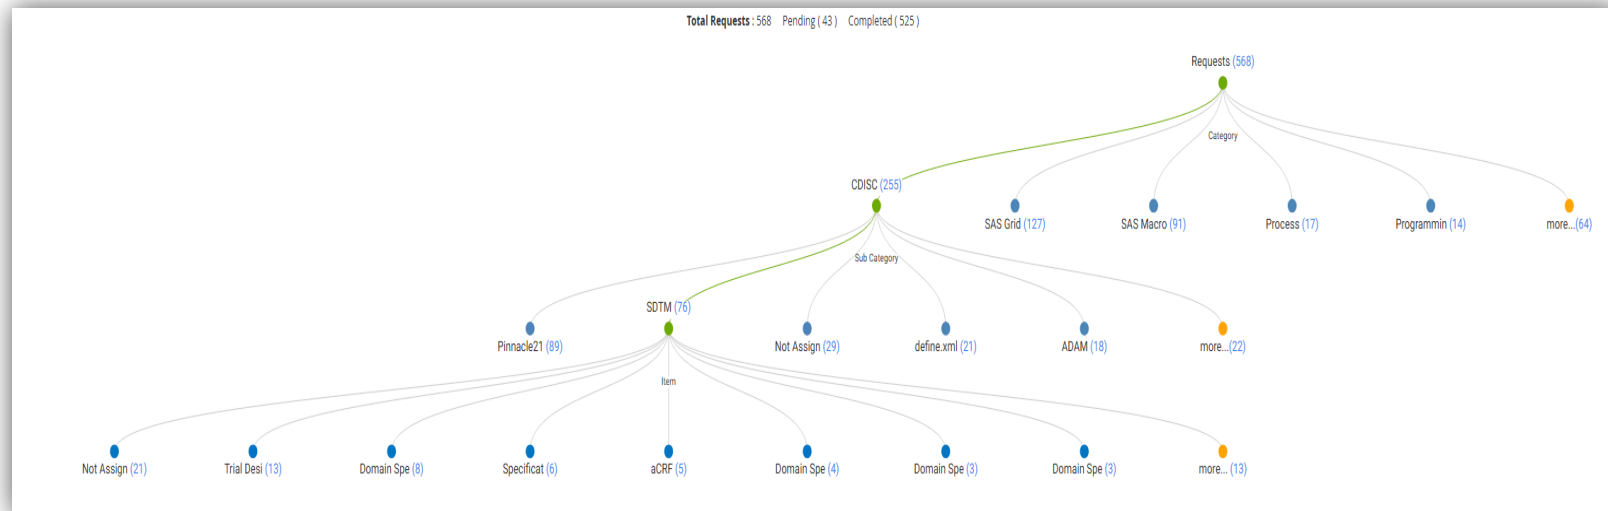 Total Requests : 568 Pending ( 43 ) Completed ( 525 )
Requests (568)
Category
CDISC (255)
SAS Grid (127) SAS Macro (91) Process (17) Programmin (14) more...(64)
Sub Category
SDTM (76)
Pinnacle21 (89) Not Assign (29) define.xml (21) ADAM (18) more...(22)
Item
Not Assign (21) Trial Desi (13) Domain Spe (8) Specificat (6) aCRF (5) Domain Spe (4) Domain Spe (3) Domain Spe (3) more... (13)